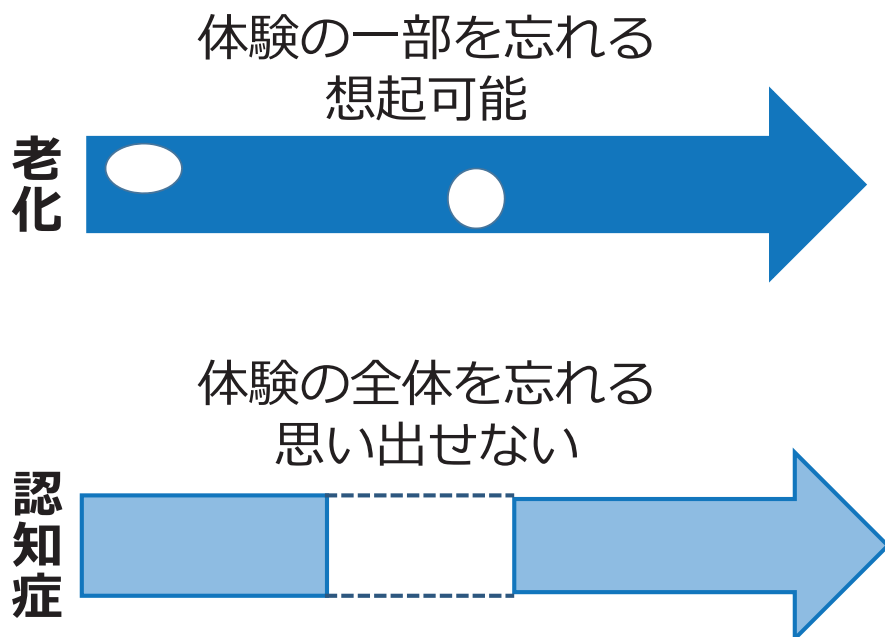 体験の一部を忘れる
想起可能
老化
体験の全体を忘れる
思い出せない
認知症